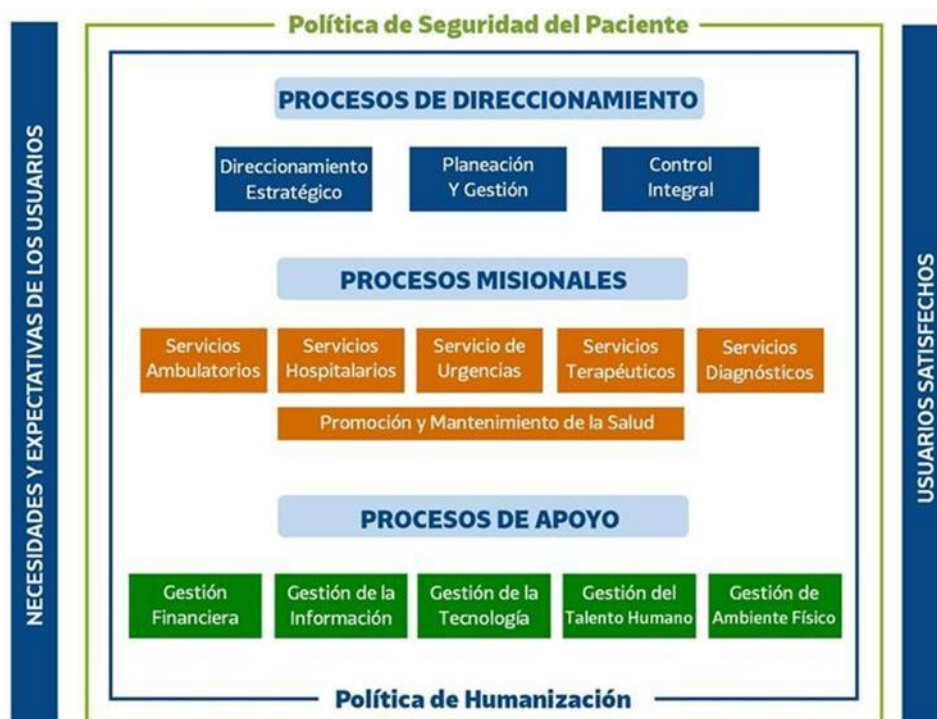 Política de Seguridad del Paciente
NECESIDADES Y EXPECTATIVAS DE LOS USUARIOS
PROCESOS DE DIRECCIONAMIENTO
Direccionamiento
Estratégico
Planeación
Y Gestión
Control
Integral
PROCESOS MISIONALES
Servicios
Ambulatorios
Servicios
Hospitalarios
Servicio de
Urgencias
Servicios
Terapéuticos
Servicios
Diagnósticos
Promoción y Mantenimiento de la Salud
PROCESOS DE APOYO
Gestión
Financiera
Gestión de la
Información
Gestión de la
Tecnología
Gestión del
Talento Humano
Gestión de
Ambiente Físico
Política de Humanización
USUARIOS SATISFECHOS